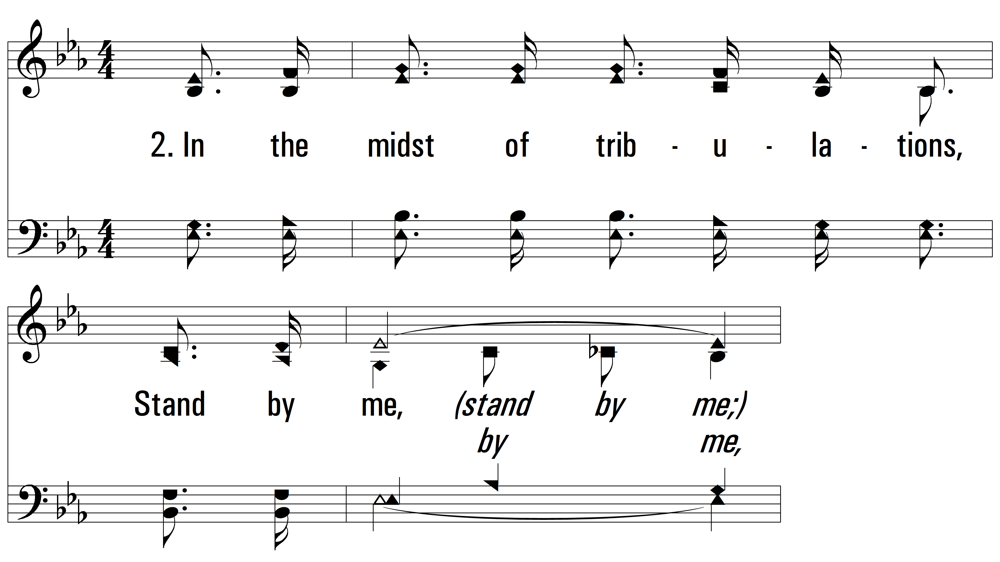 2. In the midst of trib - u - la - tions,
Stand by me, (stand by me;)
by me,